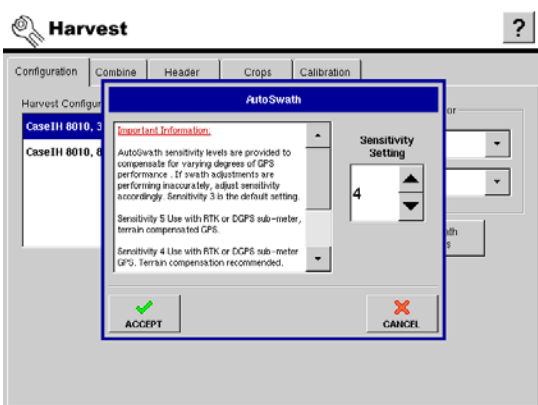 Harvest
?
Configuration
Combine
Header
Crops
Calibration
Harvest Configur
or
CaseIH 8010, 3
CaseIH 8010, 8
AutoSwath
Important Information:
AutoSwath sensitivity levels are provided to
compensate for varying degrees of GPS
performance . If swath adjustments are
performing inaccurately, adjust sensitivity
accordingly. Sensitivity 3 is the default setting.
Sensitivity 5 Use with RTK or DGPS sub-meter,
terrain compensated GPS.
Sensitivity 4 Use with RTK or DGPS sub-meter
GPS. Terrain compensation recommended.
Sensitivity
Setting
4
ath
s
ACCEPT
CANCEL